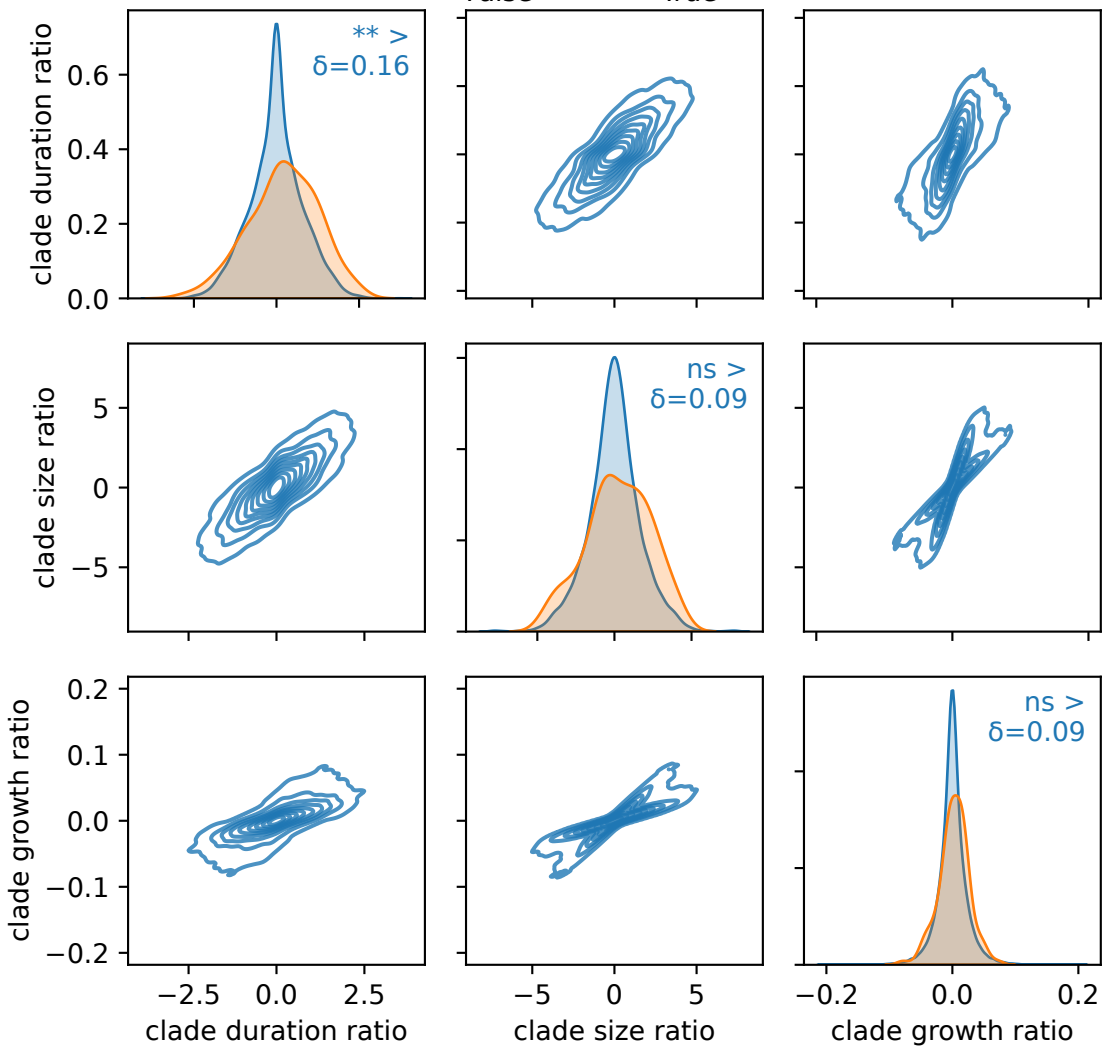 ** >
δ=0.16
clade duration ratio
0.6
0.4
0.2
0.0
ns >
δ=0.09
clade size ratio
5
0
−5
ns >
δ=0.09
clade growth ratio
0.2
0.1
0.0
−0.1
−0.2
−2.5 0.0 2.5
−5 0 5
−0.2 0.0 0.2
clade duration ratio
clade size ratio
clade growth ratio